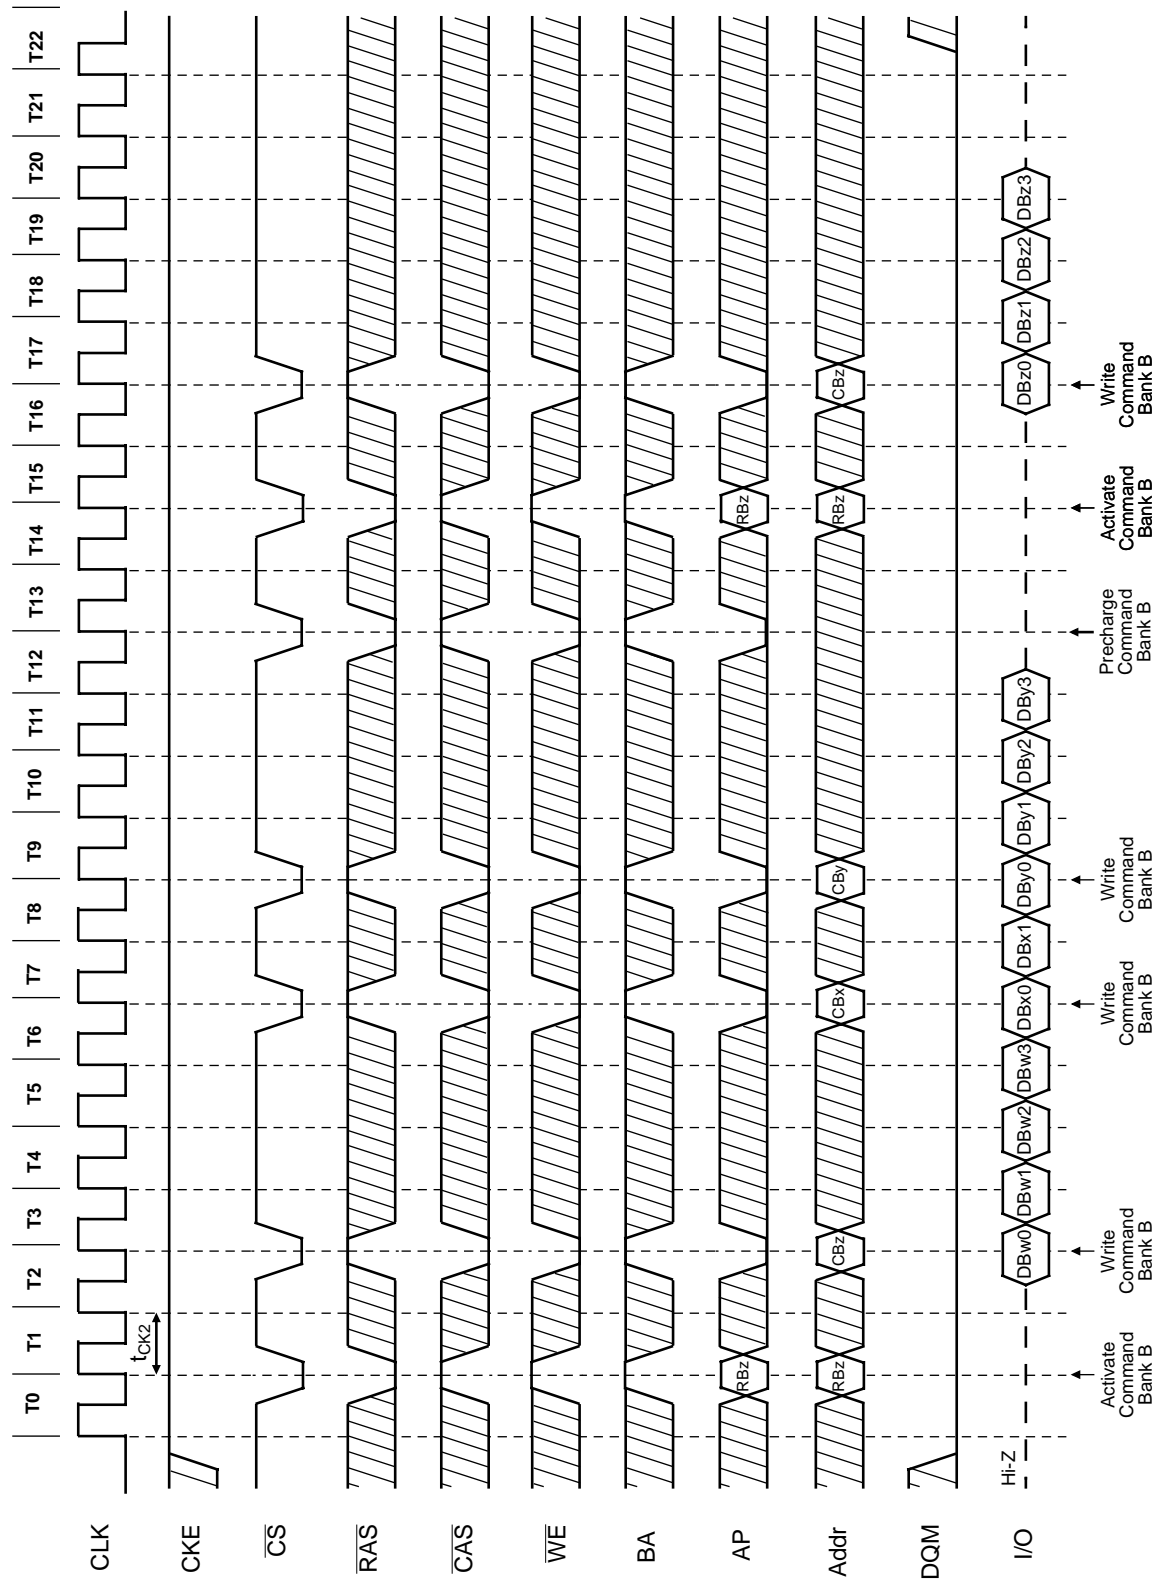 T0 T1 T2 T3 T4 T5 T6 T7 T8 T9 T10 T11 T12 T13 T14 T15 T16 T17 T18 T19 T20 T21 T22
CLK
tCK2
CKE
CS
RAS
CAS
WE
BA
AP
RBz RBz
Addr
RBz CBz CBx CBy RBz CBz
DQM
I/O
Hi-Z
DBw0 DBw1 DBw2 DBw3 DBx0 DBx1 DBy0 DBy1 DBy2 DBy3 DBz0 DBz1 DBz2 DBz3
Activate
Command
Bank B
Write
Command
Bank B
Write
Command
Bank B
Write
Command
Bank B
Precharge
Command
Bank B
Activate
Command
Bank B
Write
Command
Bank B